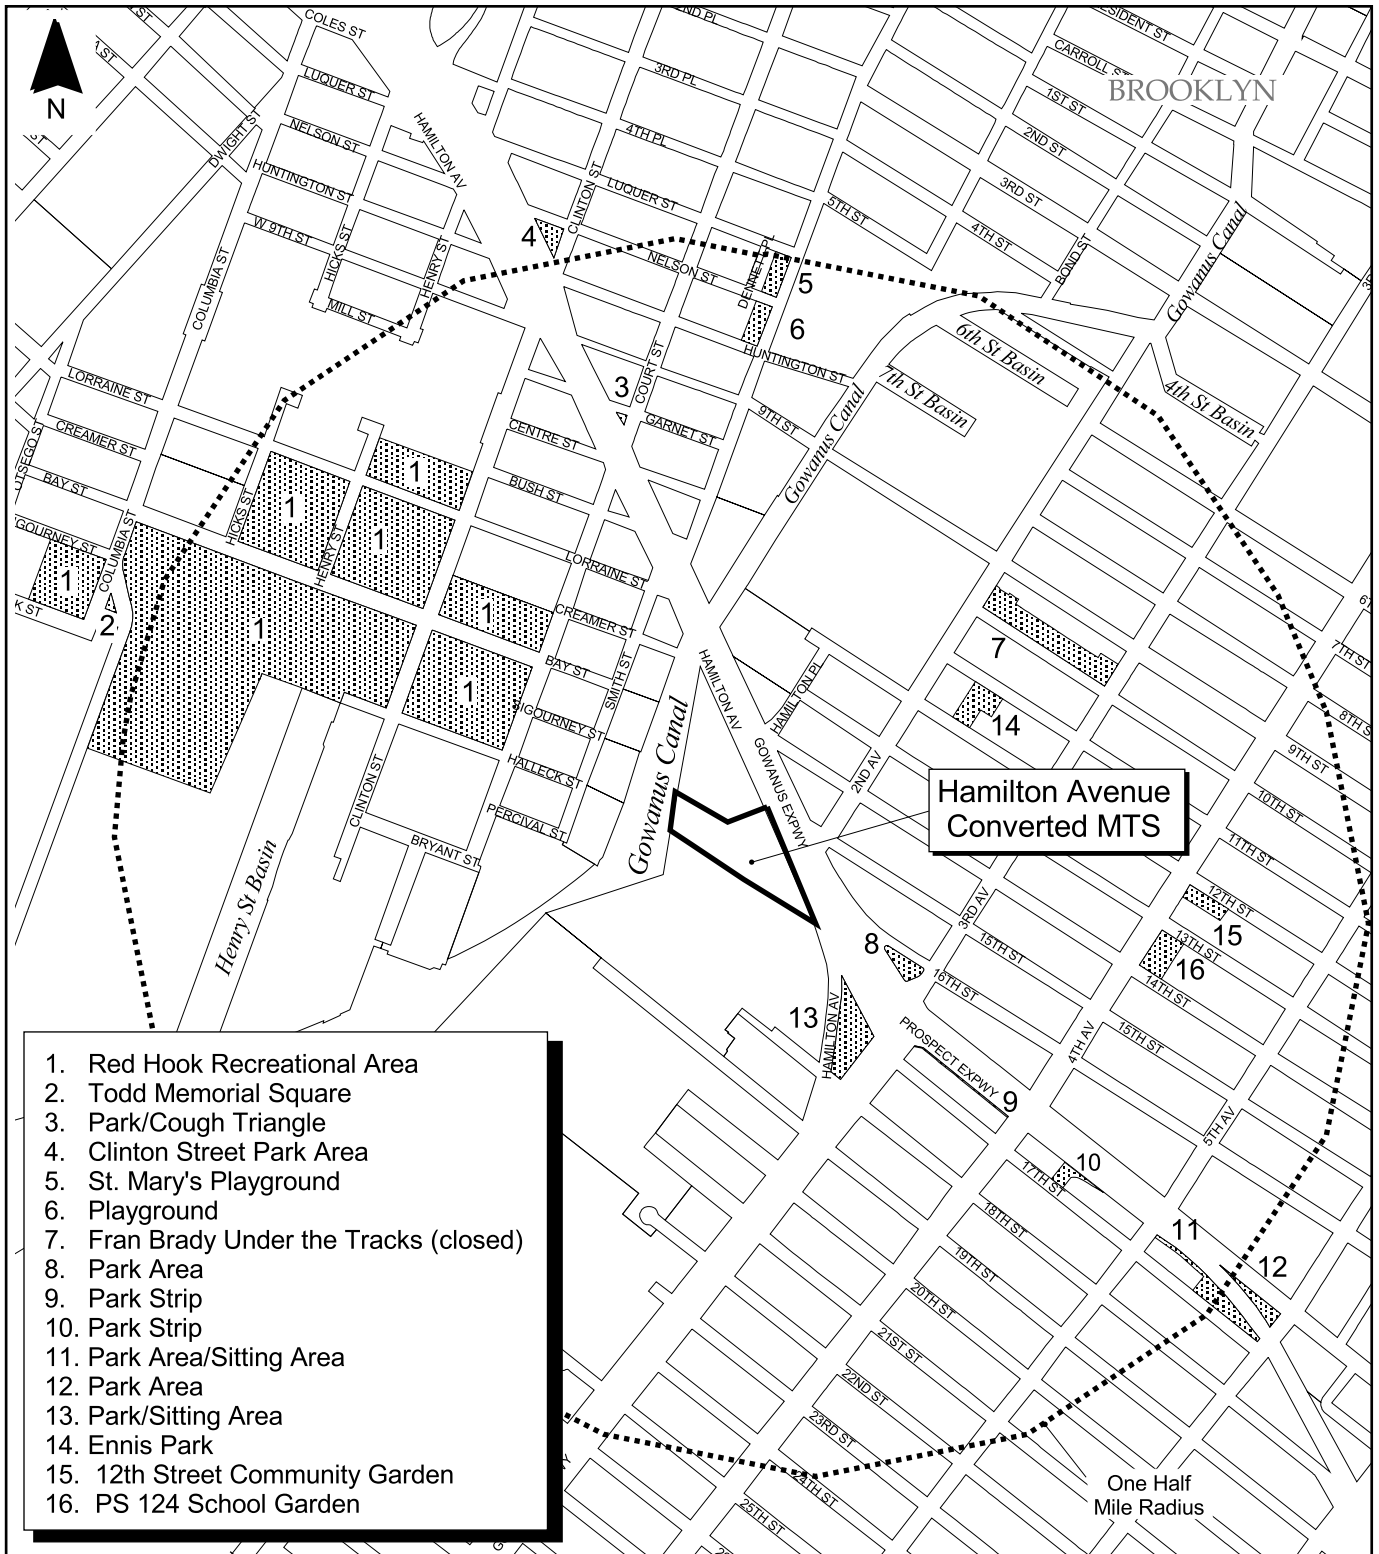 COLES ST
2ND PL
PRESIDENT ST
CARROLL ST
BROOKLYN
N
LUQUER ST
3RD PL
1ST ST
DWIGHT ST
NELSON ST
HAMILTON AV
4TH PL
2ND ST
HUNTINGTON ST
CLINTON ST
LUQUER ST
3RD ST
5TH ST
4TH ST
W 9TH ST
HICKS ST
HENRY ST
4
NELSON ST
DENNETT PL
5
BOND ST
Gowanus Canal
COLUMBIA ST
MILL ST
6
6th St Basin
HUNTINGTON ST
7th St Basin
4th St Basin
LORRAINE ST
3
COURT ST
GARNET ST
9TH ST
Gowanus Canal
CREAMER ST
CENTRE ST
OTSEGO S
BAY ST
BUSH ST
1
1
1
HICKS ST
HENRY ST
GOURNEY ST
COLUMBIA ST
LORRAINE ST
1
1
K ST
2
1
CREAMER ST
7
7TH ST
BAY ST
SMITH ST
HAMILTON AV
HAMILTON PL
1
SIGOURNEY ST
14
8TH S
9TH ST
Gowanus Canal
GOWANUS EXPWY
2ND AV
HALLECK ST
CLINTON ST
PERCIVAL ST
BRYANT ST
Hamilton Avenue
Converted MTS
10TH ST
11TH ST
12TH ST
15
Henry St Basin
3RD AV
8
15TH ST
13TH ST
16
16TH ST
14TH ST
13
HAMILTON AV
PROSPECT EXPWY
9
4TH AV
15TH ST
5TH AV
10
17TH ST
18TH ST
11
12
19TH ST
20TH ST
21ST ST
22ND ST
23RD ST
24TH ST
25TH ST
One Half
Mile Radius
1. Red Hook Recreational Area
2. Todd Memorial Square
3. Park/Cough Triangle
4. Clinton Street Park Area
5. St. Mary's Playground
6. Playground
7. Fran Brady Under the Tracks (closed)
8. Park Area
9. Park Strip
10. Park Strip
11. Park Area/Sitting Area
12. Park Area
13. Park/Sitting Area
14. Ennis Park
15. 12th Street Community Garden
16. PS 124 School Garden